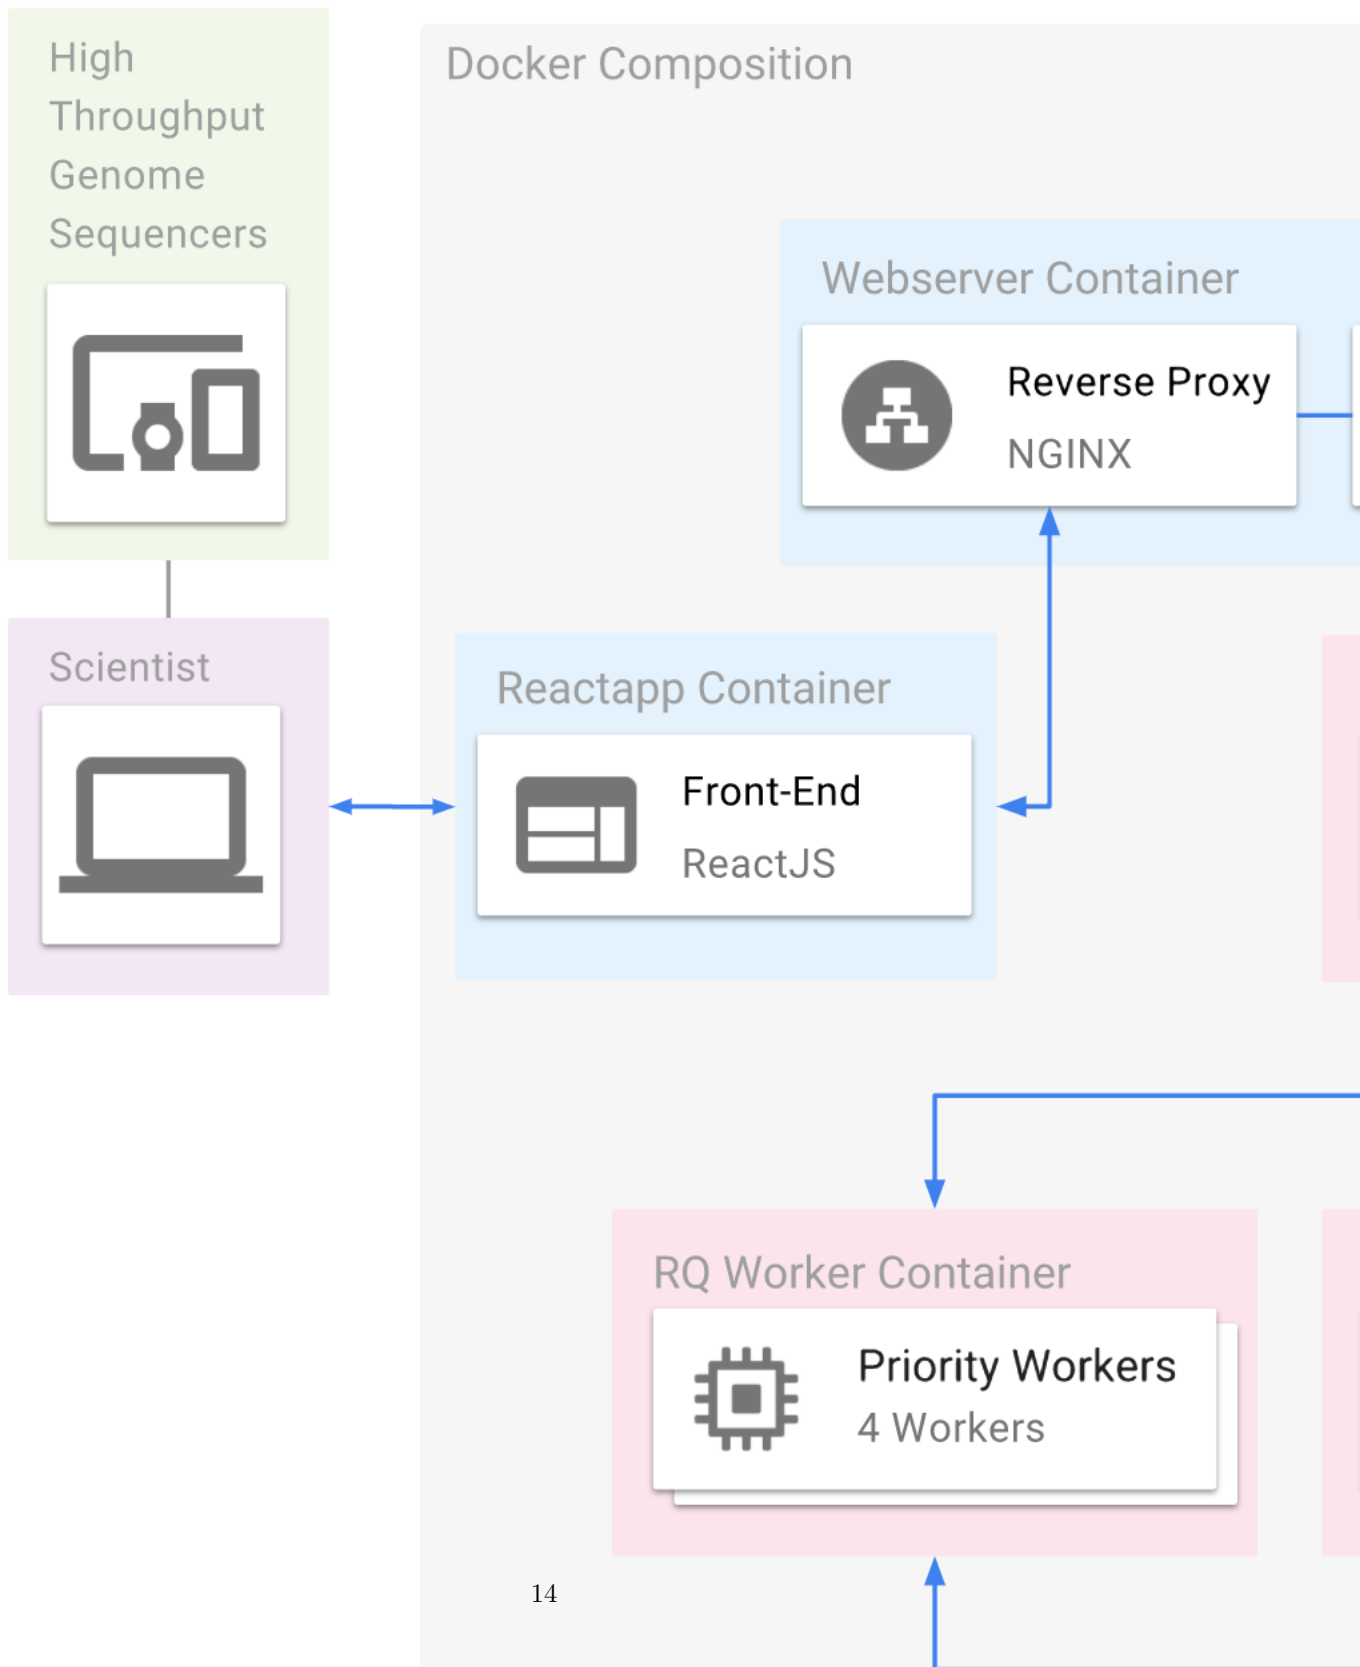 High
Throughput
Genome
Sequencers
Docker Composition
Webserver Container
Reverse Proxy
NGINX
Scientist
Reactapp Container
Front-End
ReactJS
RQ Worker Container
Priority Workers
4 Workers
14